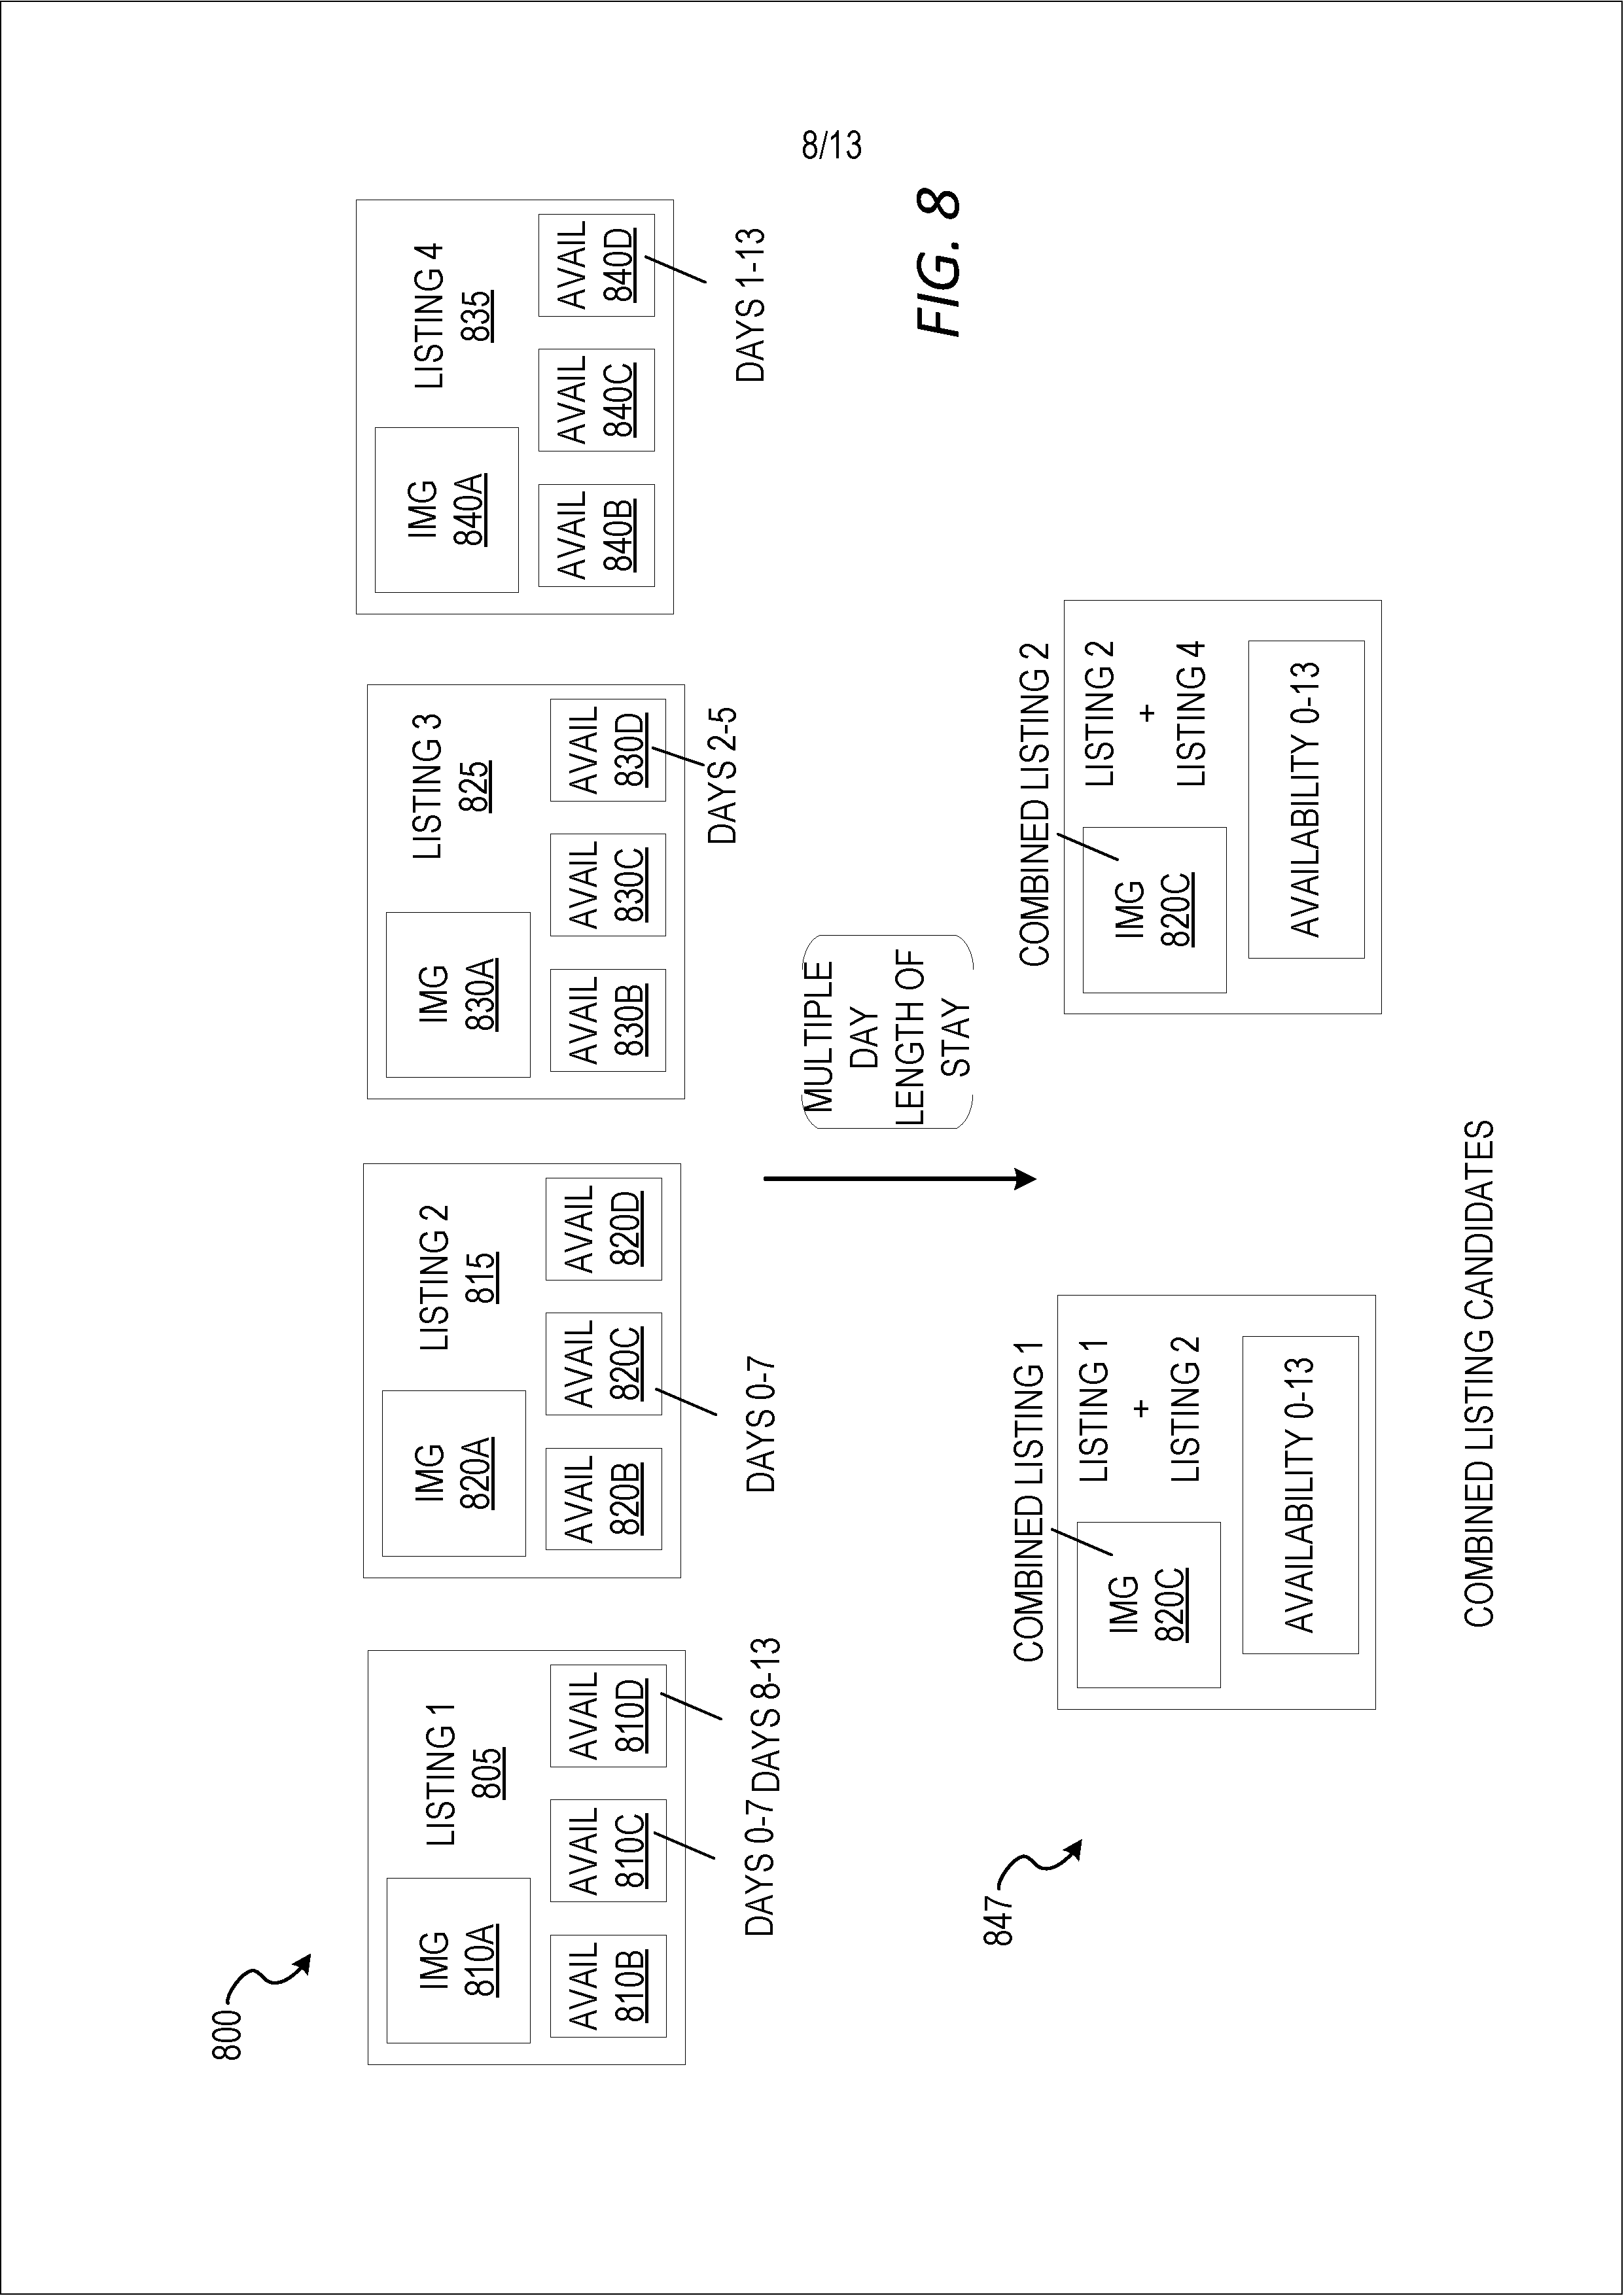 8/13
800
LISTING 1
805
IMG
810A
AVAIL
810B
AVAIL
810C
AVAIL
810D
DAYS 0-7
DAYS 8-13
LISTING 2
815
IMG
820A
AVAIL
820B
AVAIL
820C
AVAIL
820D
DAYS 0-7
LISTING 3
825
IMG
830A
AVAIL
830B
AVAIL
830C
AVAIL
830D
DAYS 2-5
LISTING 4
835
IMG
840A
AVAIL
840B
AVAIL
840C
AVAIL
840D
DAYS 1-13
MULTIPLE
DAY
LENGTH OF
STAY
847
COMBINED LISTING 1
IMG
820C
LISTING 1
+
LISTING 2
AVAILABILITY 0-13
COMBINED LISTING 2
IMG
820C
LISTING 2
+
LISTING 4
AVAILABILITY 0-13
COMBINED LISTING CANDIDATES
FIG. 8